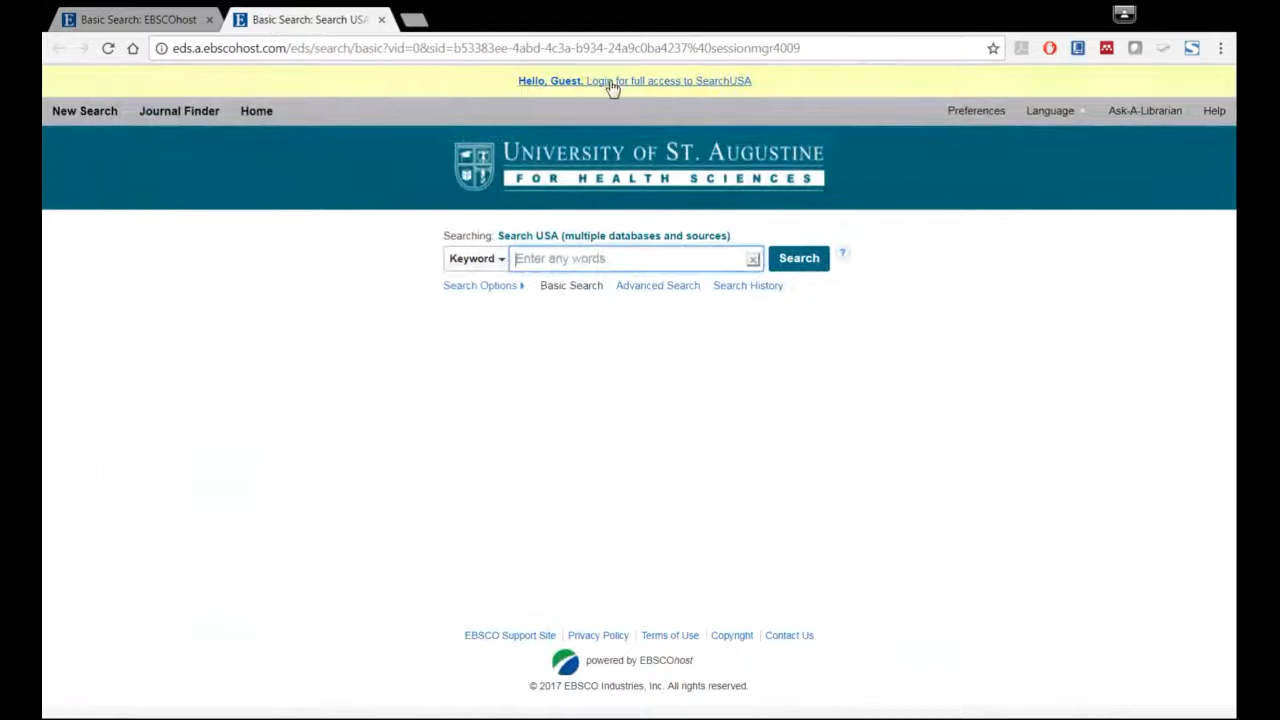 Basic Search: EBSCOhost
Basic Search: Search USA
eds.a.ebscohost.com/eds/search/basic?vid=0&sid=b53383ee-4abd-4c3a-b934-24a9c0ba4237%40sessionmgr4009
Hello, Guest. Login for full access to SearchUSA
New Search Journal Finder Home Preferences Language Ask-A-Librarian Help
UNIVERSITY OF ST. AUGUSTINE
FOR HEALTH SCIENCES
Searching: Search USA (multiple databases and sources)
Keyword Enter any words Search ?
Search Options Basic Search Advanced Search Search History
EBSCO Support Site Privacy Policy Terms of Use Copyright Contact Us
powered by EBSCOhost
© 2017 EBSCO Industries, Inc. All rights reserved.